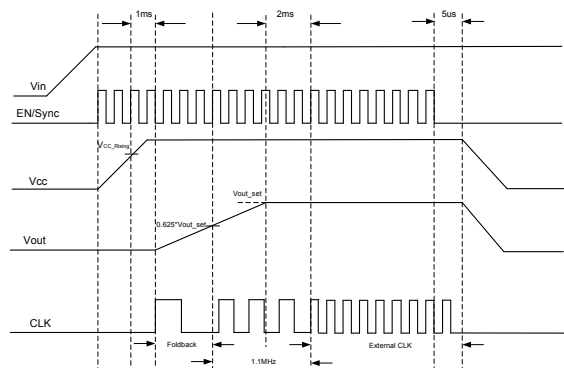 1ms
2ms
5us
Vin
EN/Sync
VCC_Rising
Vcc
Vout_set
0.625*Vout_set
Vout
CLK
Foldback
External CLK
1.1MHz